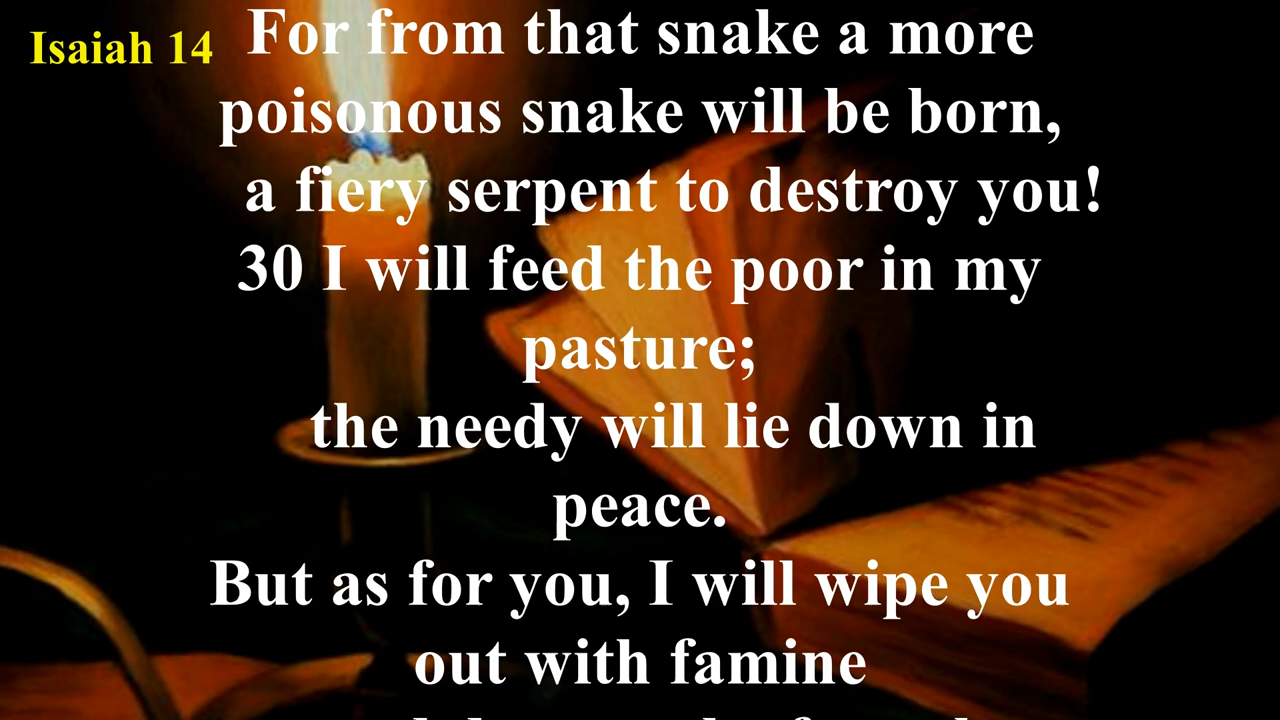 Isaiah 14
For from that snake a more
poisonous snake will be born,
a fiery serpent to destroy you!
30 I will feed the poor in my
pasture;
the needy will lie down in
peace.
But as for you, I will wipe you
out with famine